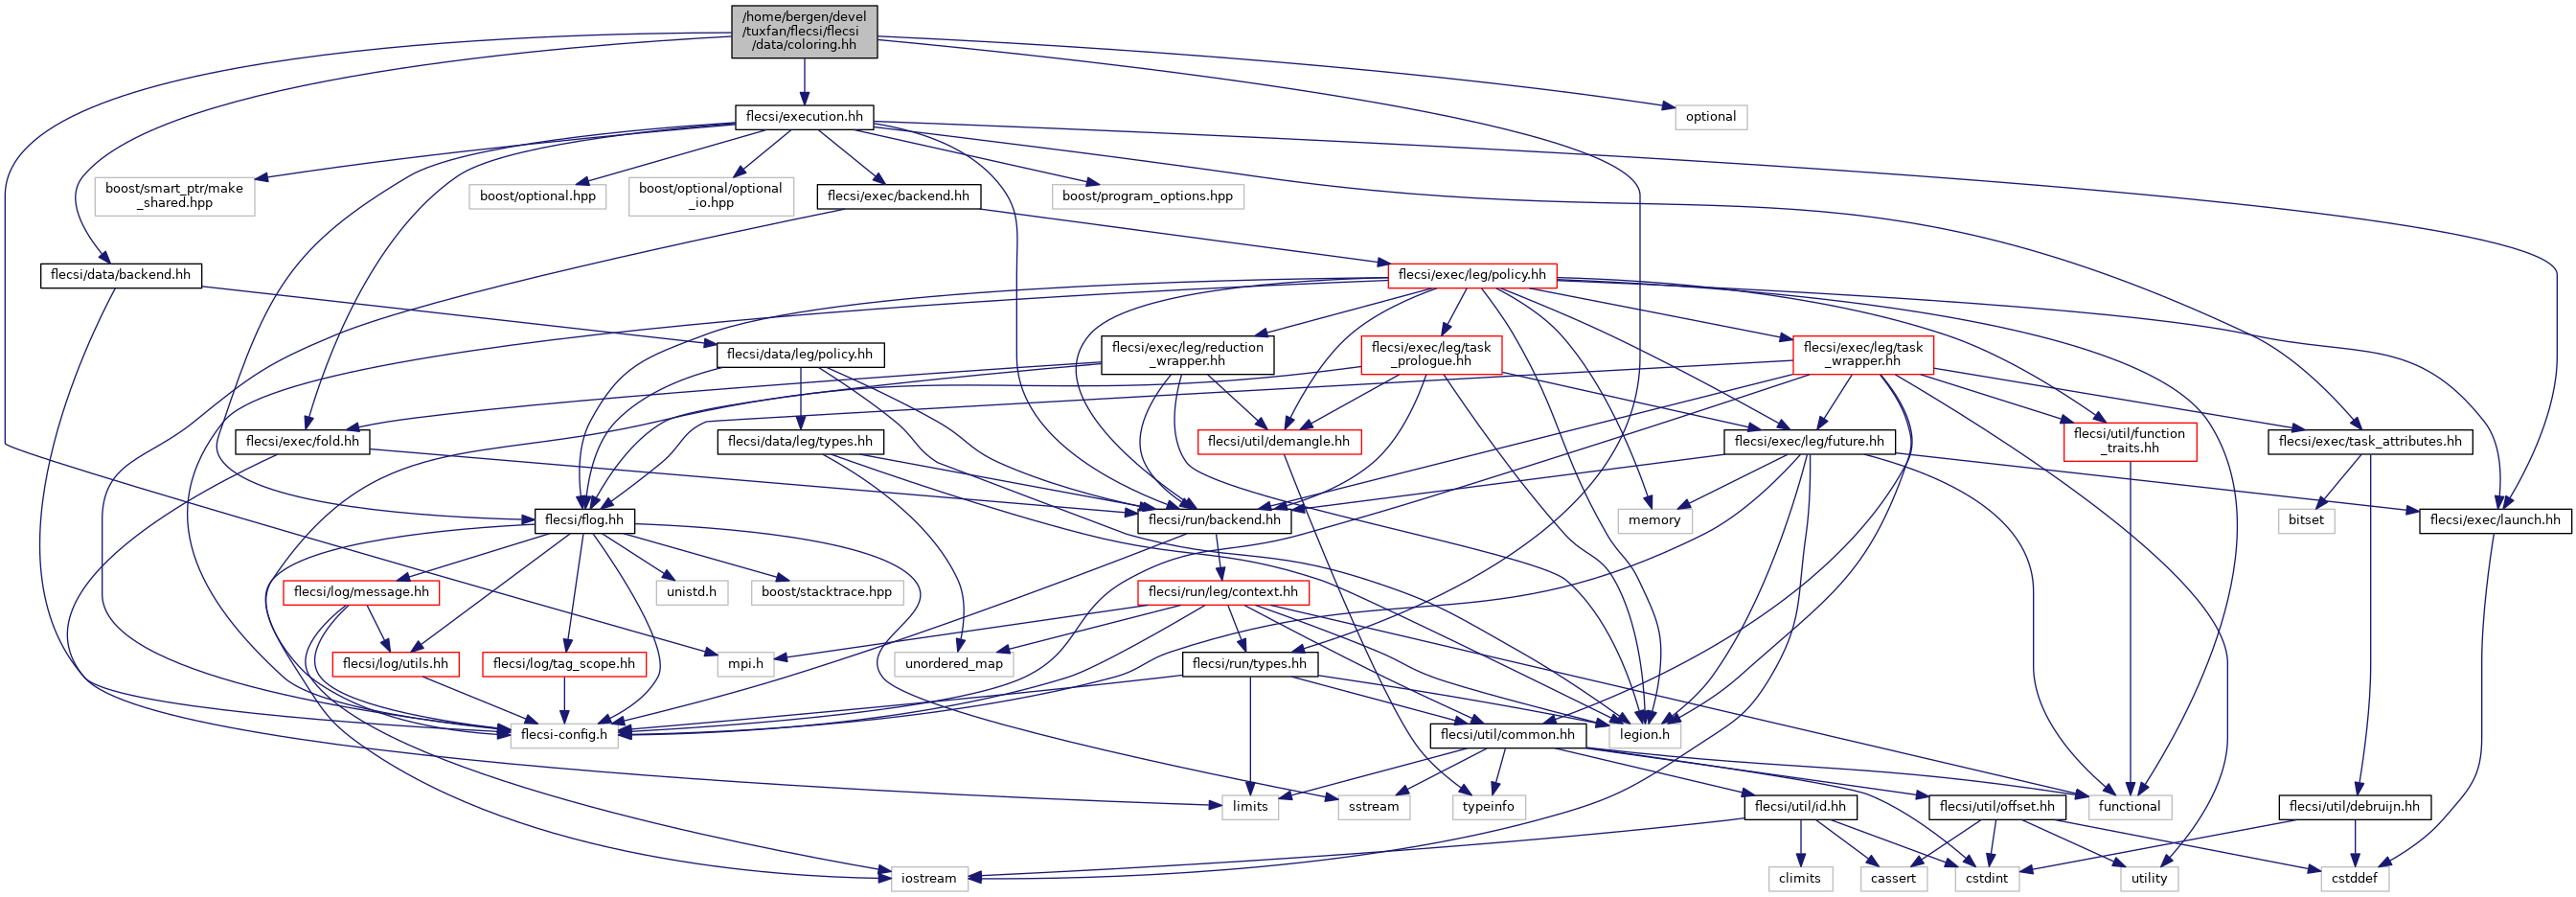 /home/bergen/devel
/tuxfan/flecsi/flecsi
/data/coloring.hh
flecsi/execution.hh
optional
boost/smart_ptr/make
_shared.hpp
boost/optional.hpp
boost/optional/optional
_io.hpp
flecsi/exec/backend.hh
boost/program_options.hpp
flecsi/data/backend.hh
flecsi/exec/leg/policy.hh
flecsi/data/leg/policy.hh
flecsi/exec/leg/reduction
_wrapper.hh
flecsi/exec/leg/task
_prologue.hh
flecsi/exec/leg/task
_wrapper.hh
flecsi/exec/fold.hh
flecsi/data/leg/types.hh
flecsi/util/demangle.hh
flecsi/exec/leg/future.hh
flecsi/util/function
_traits.hh
flecsi/exec/task_attributes.hh
flecsi/flog.hh
flecsi/run/backend.hh
memory
bitset
flecsi/exec/launch.hh
flecsi/log/message.hh
unistd.h
boost/stacktrace.hpp
flecsi/run/leg/context.hh
flecsi/log/utils.hh
flecsi/log/tag_scope.hh
mpi.h
unordered_map
flecsi/run/types.hh
flecsi-config.h
flecsi/util/common.hh
legion.h
limits
sstream
typeinfo
flecsi/util/id.hh
flecsi/util/offset.hh
functional
flecsi/util/debruijn.hh
iostream
climits
cassert
cstdint
utility
cstddef